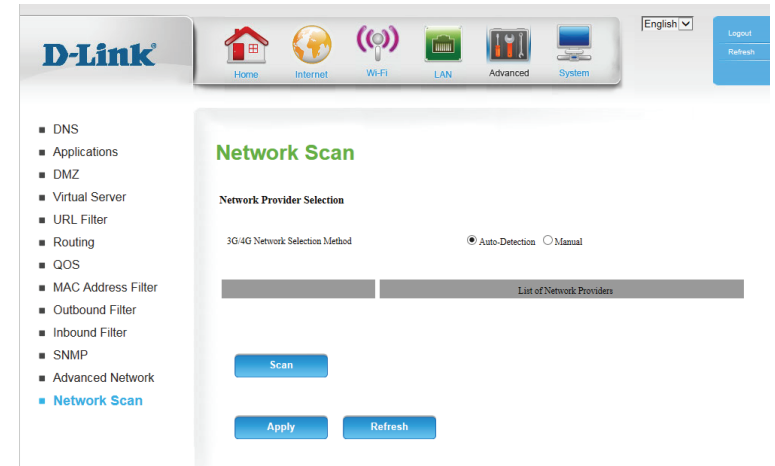 D-Link®
Home Internet Wi-Fi LAN Advanced System
English
Logout
Refresh
DNS
Applications
DMZ
Virtual Server
URL Filter
Routing
QOS
MAC Address Filter
Outbound Filter
Inbound Filter
SNMP
Advanced Network
Network Scan
Network Scan
Network Provider Selection
3G/4G Network Selection Method Auto-Detection Manual
List of Network Providers
Scan
Apply Refresh